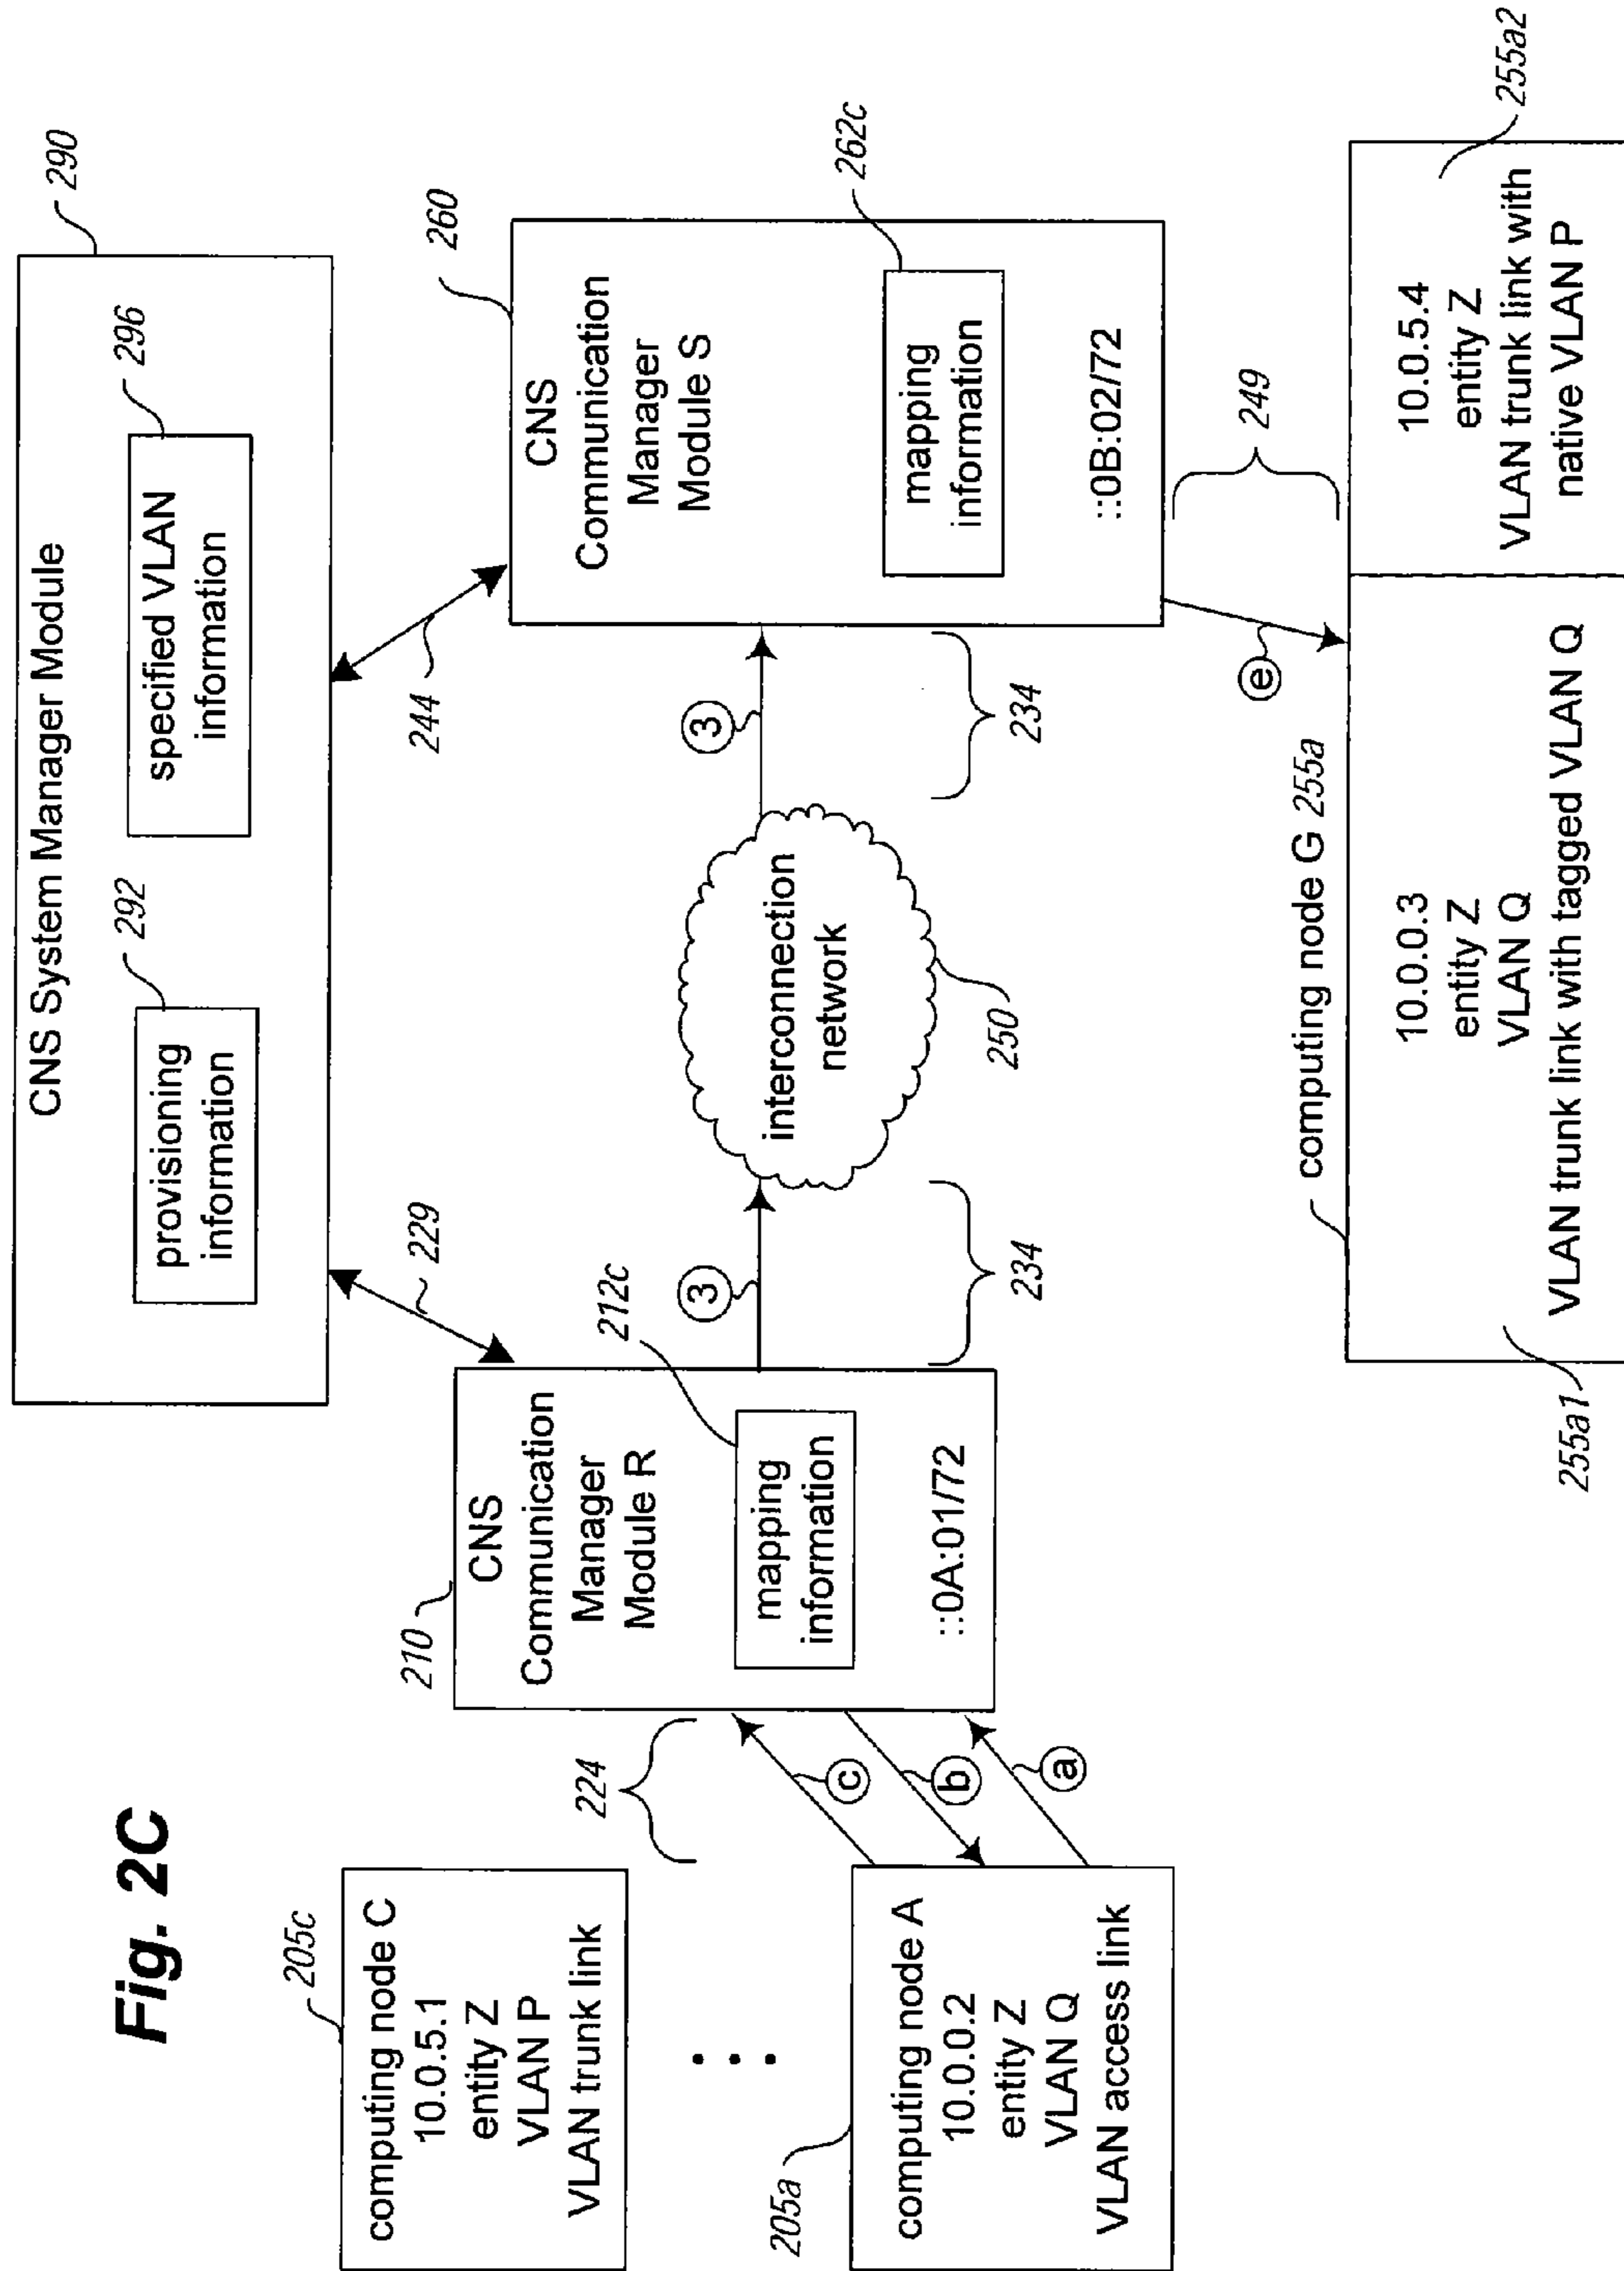 Fig. 2C
CNS System Manager Module
290
provisioning
information
292
specified VLAN
information
296
229
244
205c
computing node C
10.0.5.1
entity Z
VLAN P
VLAN trunk link
205a
computing node A
10.0.0.2
entity Z
VLAN Q
VLAN access link
224
c
b
a
210
CNS
Communication
Manager
Module R
212c
mapping
information
::0A:01/72
3
234
interconnection
network
250
3
234
260
CNS
Communication
Manager
Module S
262c
mapping
information
::0B:02/72
249
e
computing node G 255a
10.0.0.3
entity Z
VLAN Q
VLAN trunk link with tagged VLAN Q
255a1
10.0.5.4
entity Z
VLAN trunk link with
native VLAN P
255a2